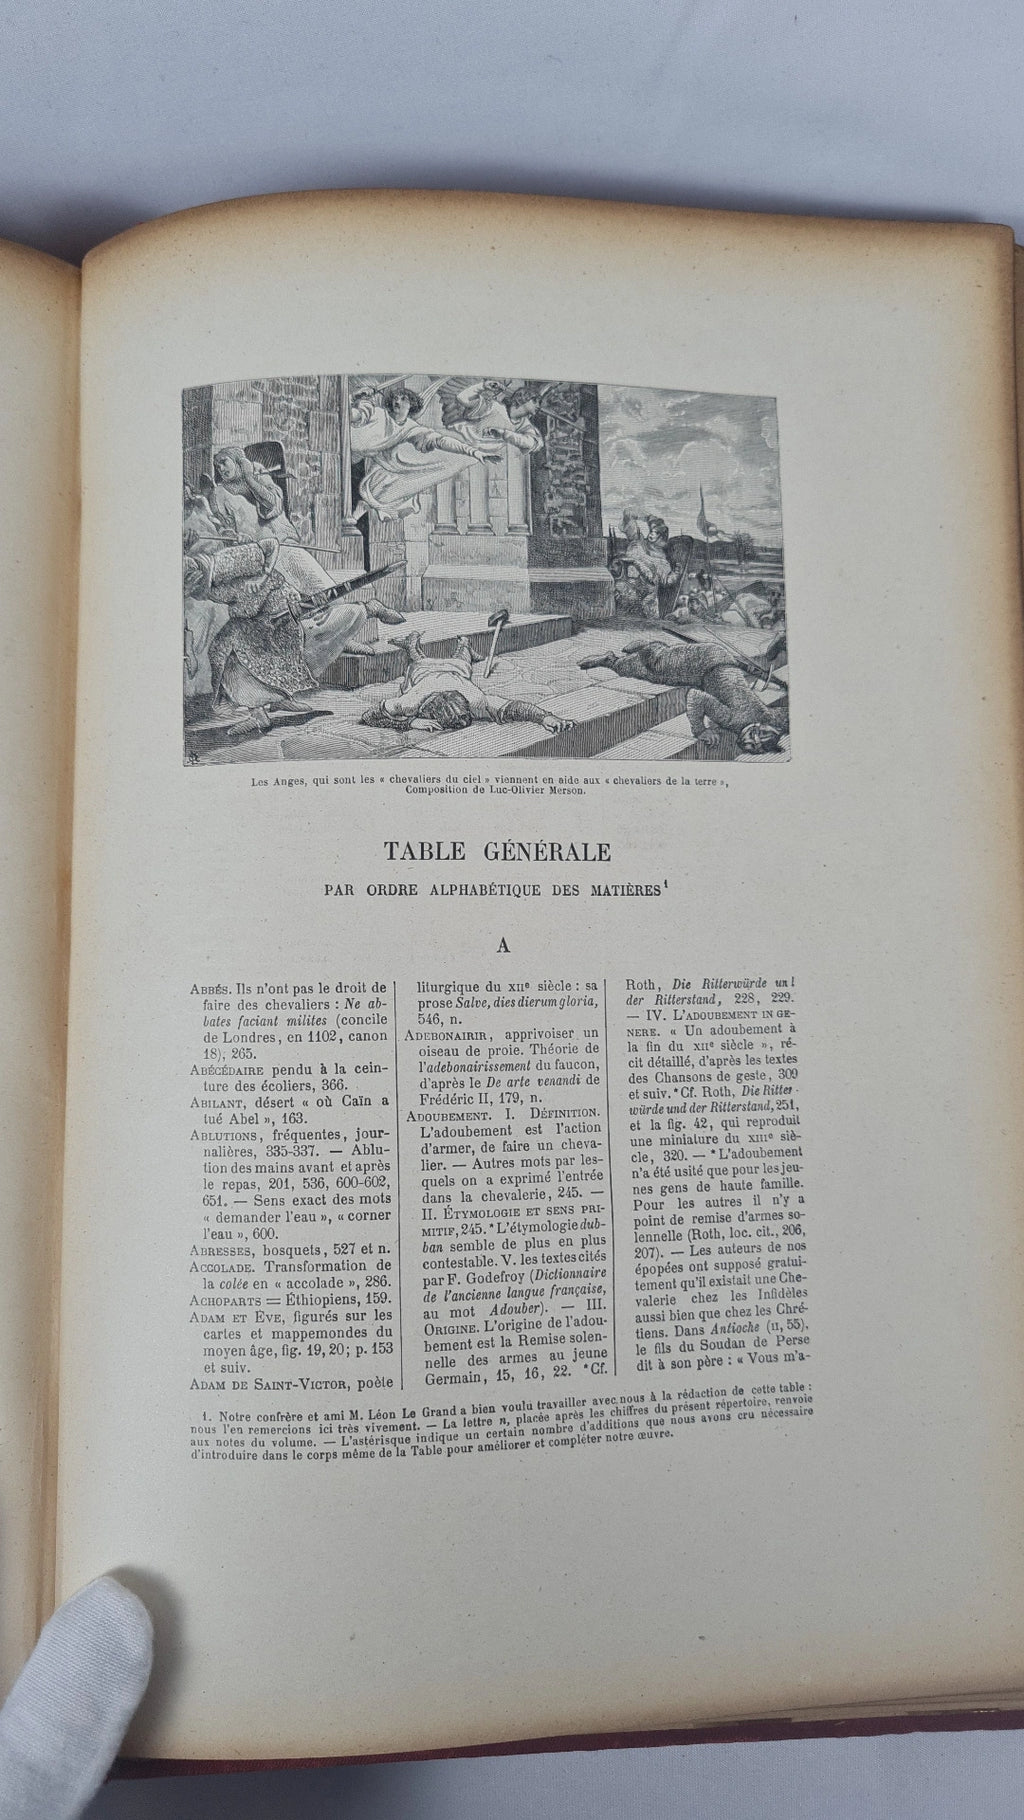 Les Anges, qui sont les « chevaliers du ciel » viennent en aide aux « chevaliers de la terre »,
Composition de Luc-Olivier Merson.
TABLE GÉNÉRALE
PAR ORDRE ALPHABÉTIQUE DES MATIÈRES¹
A
ABBÉS. Ils n'ont pas le droit de
faire des chevaliers : Ne ab-
bates faciant milites (concile
de Londres, en 1102, canon
18), 265.
ABÉCÉDAIRE pendu à la cein-
ture des écoliers, 366.
ABILANT, désert « où Caïn a
tué Abel », 163.
ABLUTIONS, fréquentes, jour-
nalières, 335-337. — Ablu-
tion des mains avant et après
le repas, 201, 536, 600-602,
651. — Sens exact des mots
« demander l'eau », « corner
l'eau », 600.
ABRESSES, bosquets, 527 et n.
ACCOLADE. Transformation de
la colée en « accolade », 286.
ACHOPARTS = Éthiopiens, 159.
ADAM ET ÈVE, figurés sur les
cartes et mappemondes du
moyen âge, fig. 19, 20; p. 153
et suiv.
ADAM DE SAINT-VICTOR, poète
liturgique du XIIe siècle : sa
prose Salve, dies dierum gloria,
546, n.
ADEBONAIRIR, apprivoiser un
oiseau de proie. Théorie de
l'adebonairissement du faucon,
d'après le De arte venandi de
Frédéric II, 179, n.
ADOUBEMENT. I. DÉFINITION.
L'adoubement est l'action
d'armer, de faire un cheva-
lier. — Autres mots par les-
quels on a exprimé l'entrée
dans la chevalerie, 245. —
II. ÉTYMOLOGIE ET SENS PRI-
MITIF, 245. * L'étymologie dub-
ban semble de plus en plus
contestable. V. les textes cités
par F. Godefroy (Dictionnaire
de l'ancienne langue française,
au mot Adouber). — III.
ORIGINE. L'origine de l'adou-
bement est la Remise solen-
nelle des armes au jeune
Germain, 15, 16, 22. *Cf.
Roth, Die Ritterwürde und
der Ritterstand, 228, 229.
— IV. L'ADOUBEMENT IN GE-
NERE. « Un adoubement à
la fin du XIIe siècle », ré-
cit détaillé, d'après les textes
des Chansons de geste, 309
et suiv. * Cf. Roth, Die Ritter-
würde und der Ritterstand, 251,
et la fig. 42, qui reproduit
une miniature du XIIIe siè-
cle, 320. — * L'adoubement
n'a été usité que pour les jeu-
nes gens de haute famille.
Pour les autres il n'y a
point de remise d'armes so-
lennelle (Roth, loc. cit., 206,
207). — Les auteurs de nos
épopées ont supposé gratui-
tement qu'il existait une Che-
valerie chez les Infidèles
aussi bien que chez les Chré-
tiens. Dans Antioche (II, 55),
le fils du Soudan de Perse
dit à son père : « Vous m'a-
1. Notre confrère et ami M. Léon Le Grand a bien voulu travailler avec nous à la rédaction de cette table :
nous l'en remercions ici très vivement. — La lettre n, placée après les chiffres du présent répertoire, renvoie
aux notes du volume. — L'astérisque indique un certain nombre d'additions que nous avons cru nécessaire
d'introduire dans le corps même de la Table pour améliorer et compléter notre œuvre.